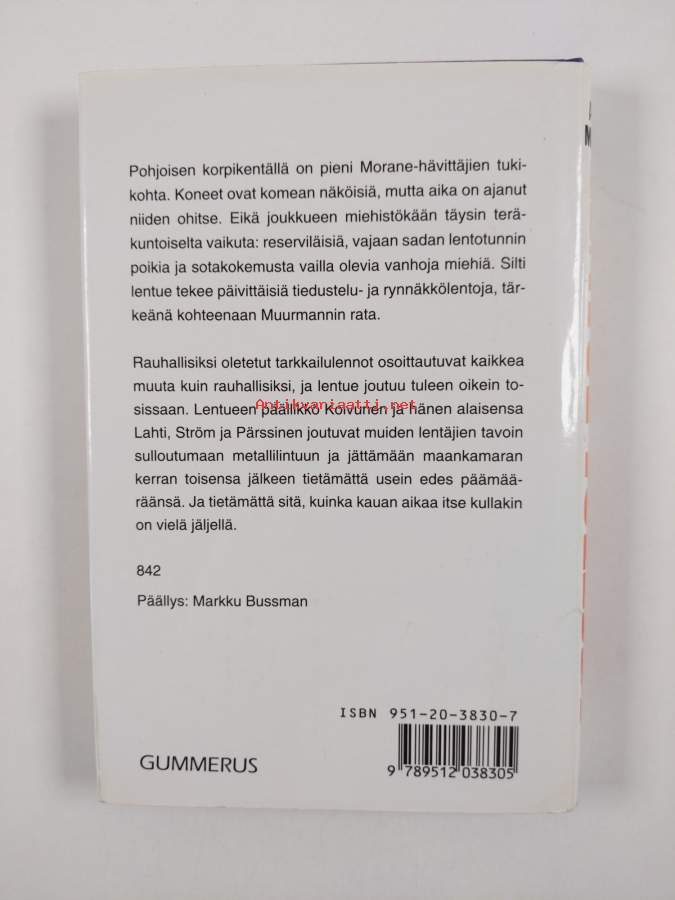 Pohjoisen korpikentällä on pieni Morane-hävittäjien tuki-
kohta. Koneet ovat komean näköisiä, mutta aika on ajanut
niiden ohitse. Eikä joukkueen miehistökään täysin terä-
kuntoiselta vaikuta: reserviläisiä, vajaan sadan lentotunnin
poikia ja sotakokemusta vailla olevia vanhoja miehiä. Silti
lentue tekee päivittäisiä tiedustelu- ja rynnäkkölentoja, tär-
keänä kohteenaan Muurmannin rata.
Rauhallisiksi oletetut tarkkailulennot osoittautuvat kaikkea
muuta kuin rauhallisiksi, ja lentue joutuu tuleen oikein to-
sissaan. Lentueen päällikkö Koivunen ja hänen alaisensa
Antikvariaatti.net
Lahti, Ström ja Pärssinen joutuvat muiden lentäjien tavoin
sulloutumaan metallilintuun ja jättämään maankamaran
kerran toisensa jälkeen tietämättä usein edes päämää-
räänsä. Ja tietämättä sitä, kuinka kauan aikaa itse kullakin
on vielä jäljellä.
842
Päällys: Markku Bussman
ISBN 951-20-3830-7
GUMMERUS
9 789512 038305